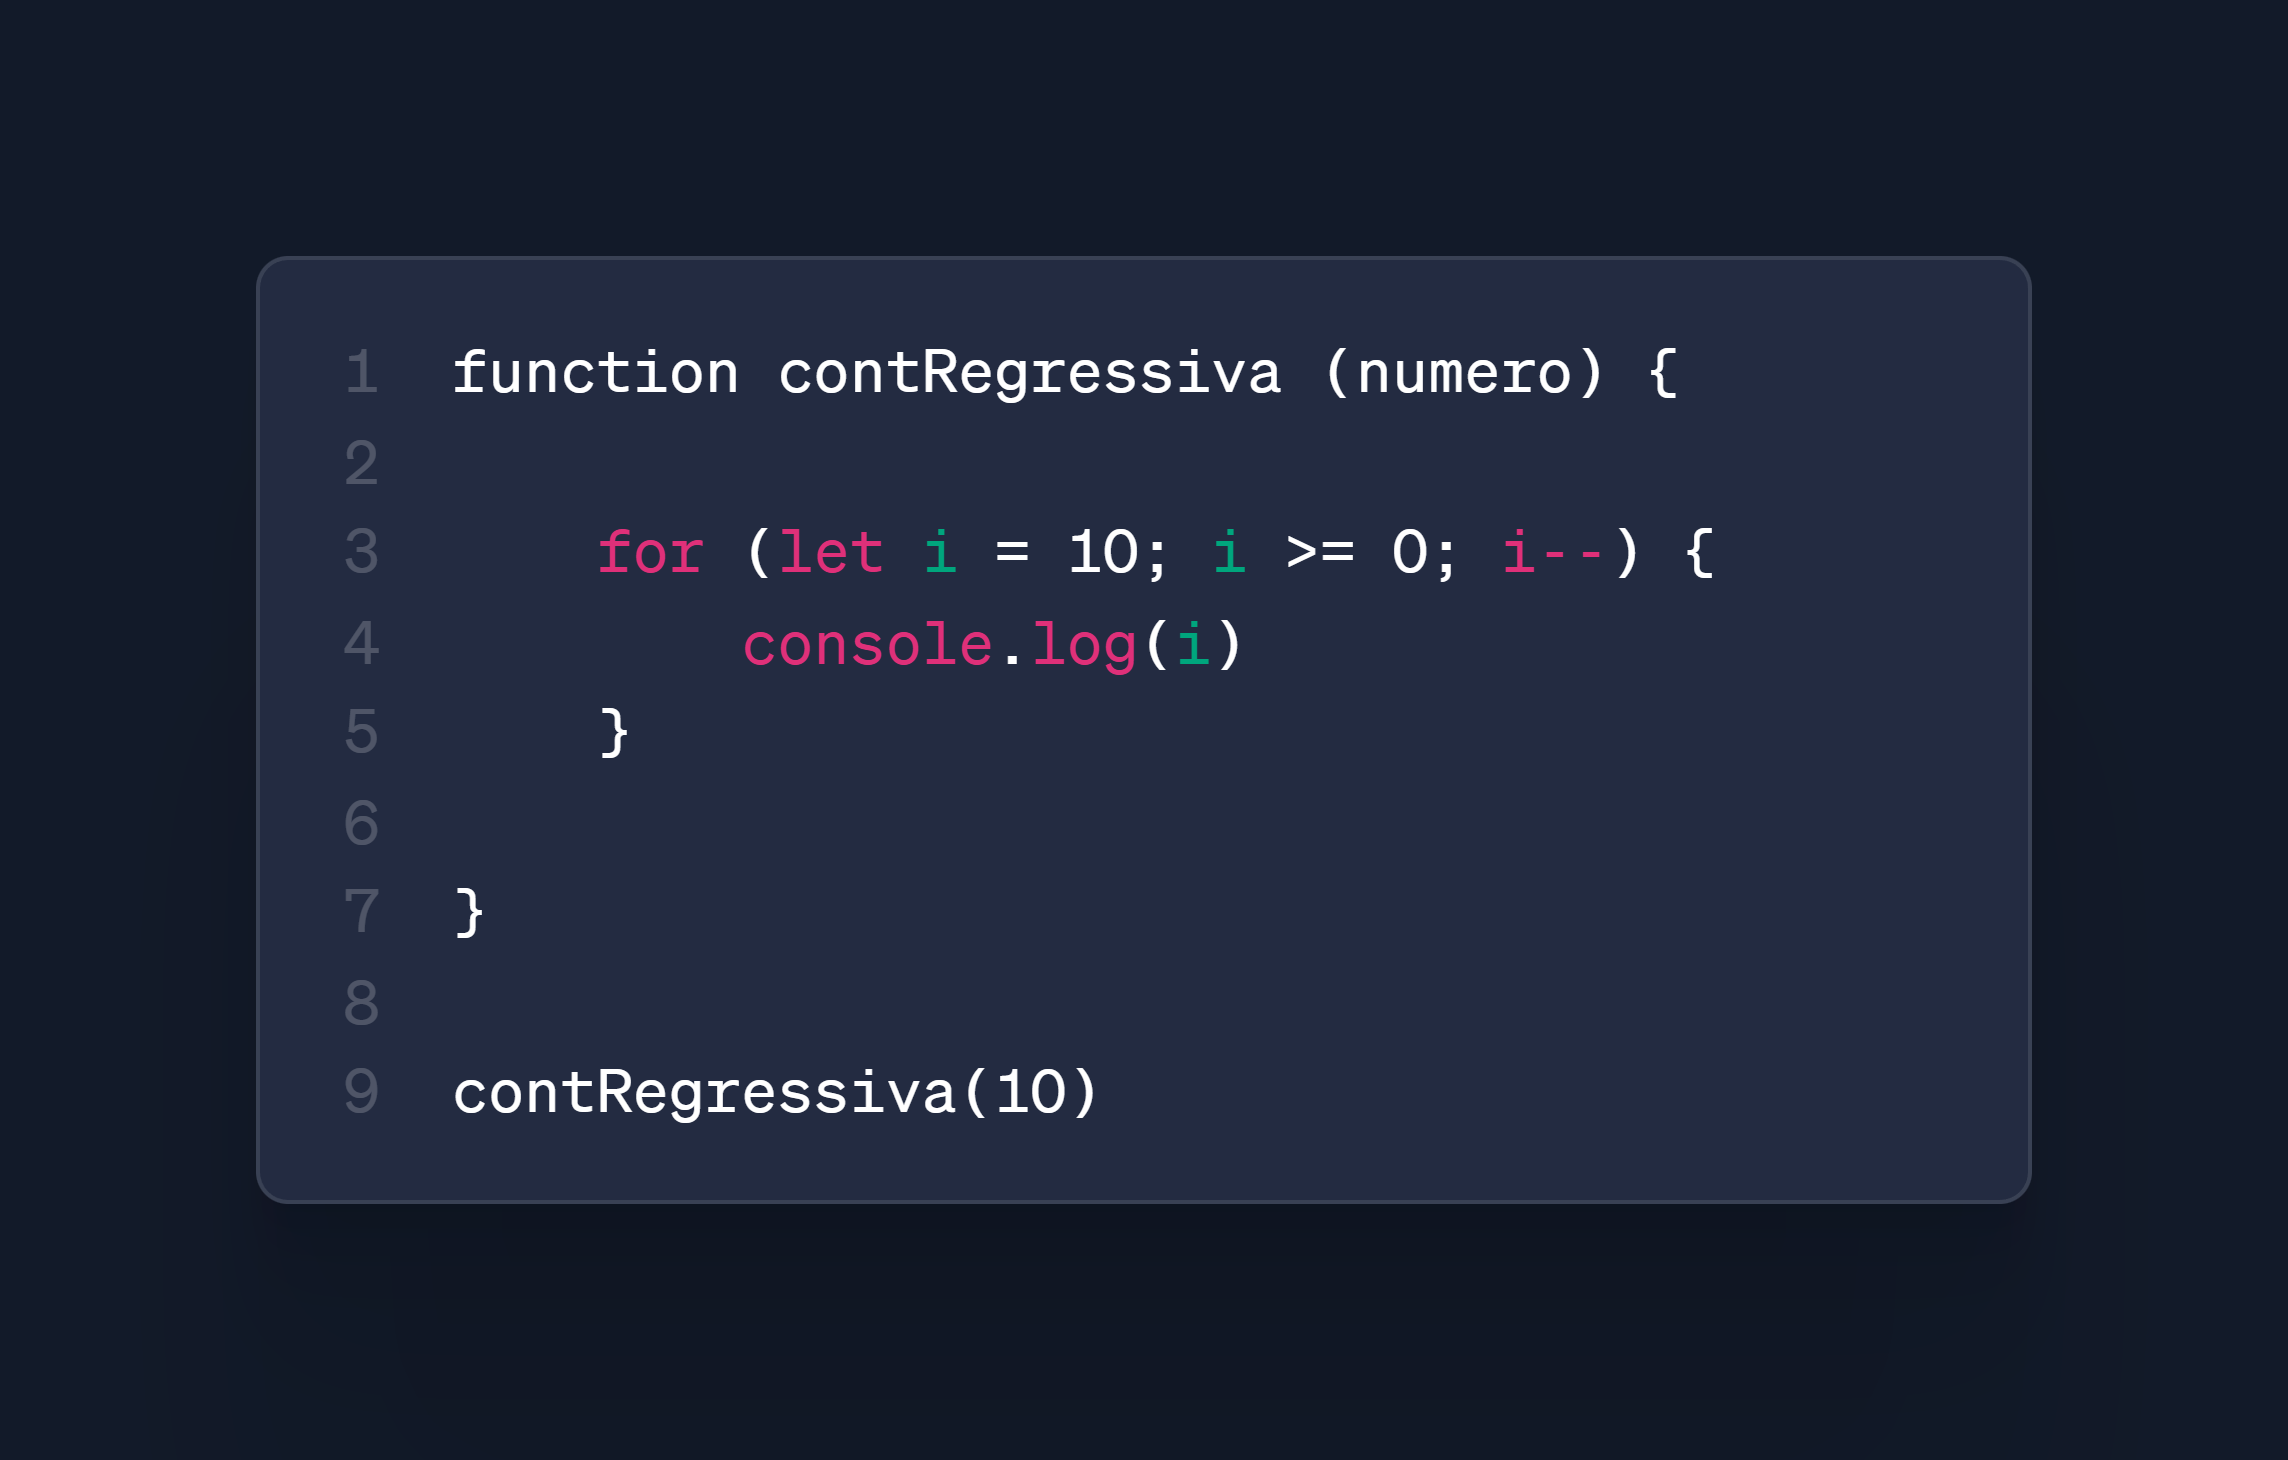 1 function contRegressiva (numero) {
2
3     for (let i = 10; i >= 0; i--) {
4         console.log(i)
5     }
6
7 }
8
9 contRegressiva(10)